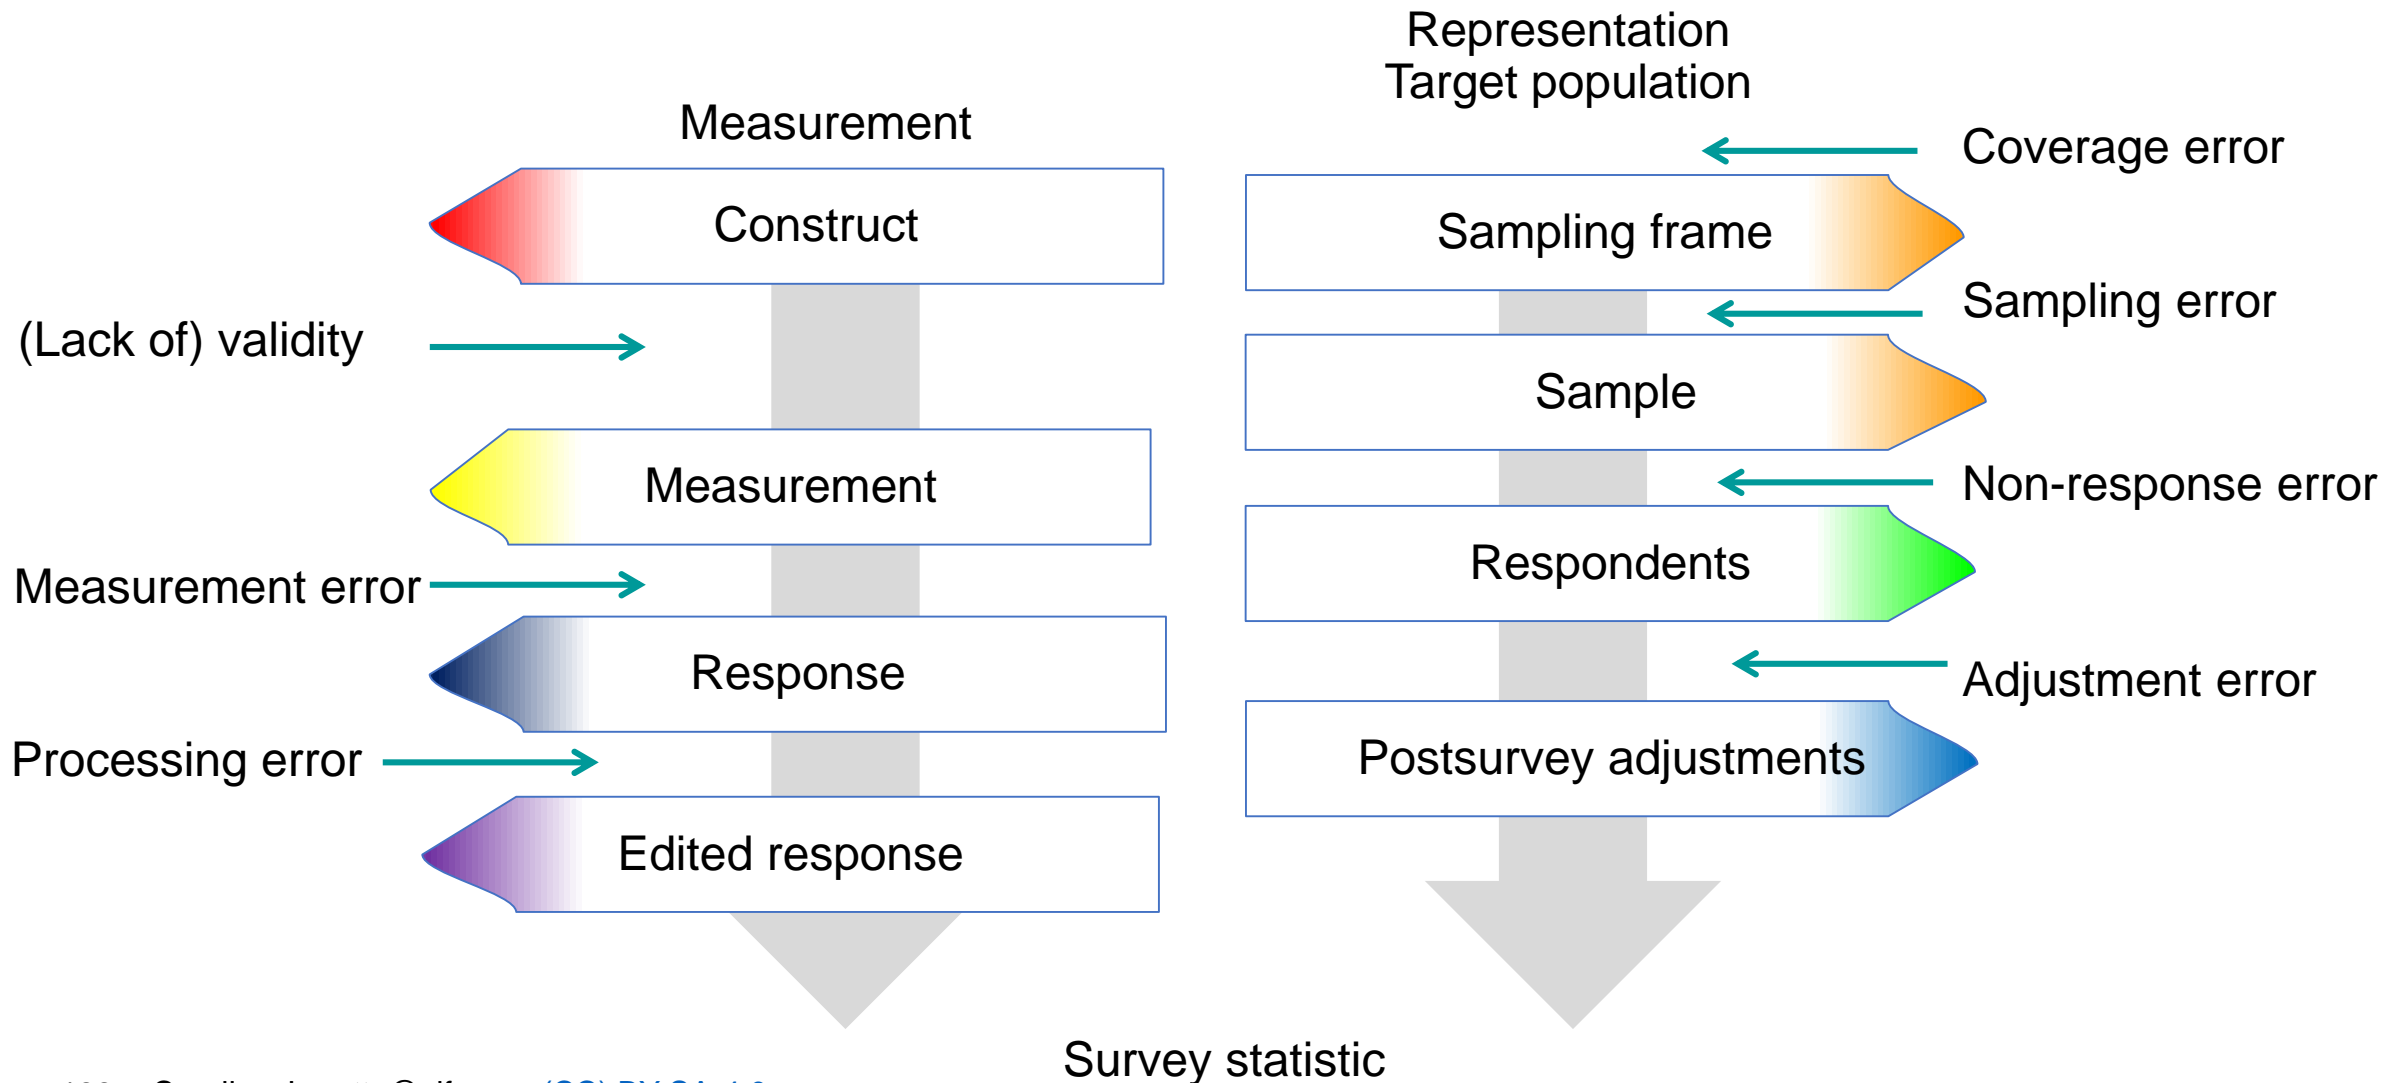 Representation
Target population
Measurement
Coverage error
Construct
Sampling frame
Sampling error
(Lack of) validity
Sample
Measurement
Non-response error
Measurement error
Respondents
Response
Adjustment error
Processing error
Postsurvey adjustments
Edited response
Survey statistic